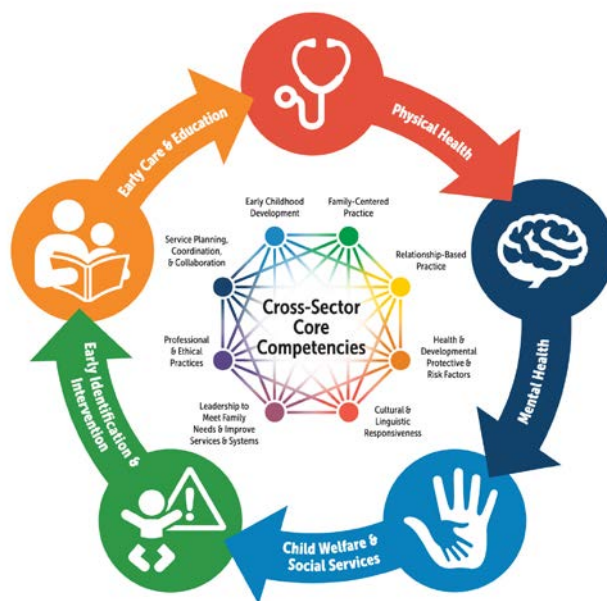 Early Care & Education
Physical Health
Early Childhood
Development
Family-Centered
Practice
Service Planning,
Coordination,
& Collaboration
Relationship-Based
Practice
Cross-Sector
Core
Competencies
Professional
& Ethical
Practices
Health &
Developmental
Protective &
Risk Factors
Leadership to
Meet Family
Needs & Improve
Services & Systems
Cultural &
Linguistic
Responsiveness
Early Identification &
Intervention
Mental Health
Child Welfare &
Social Services